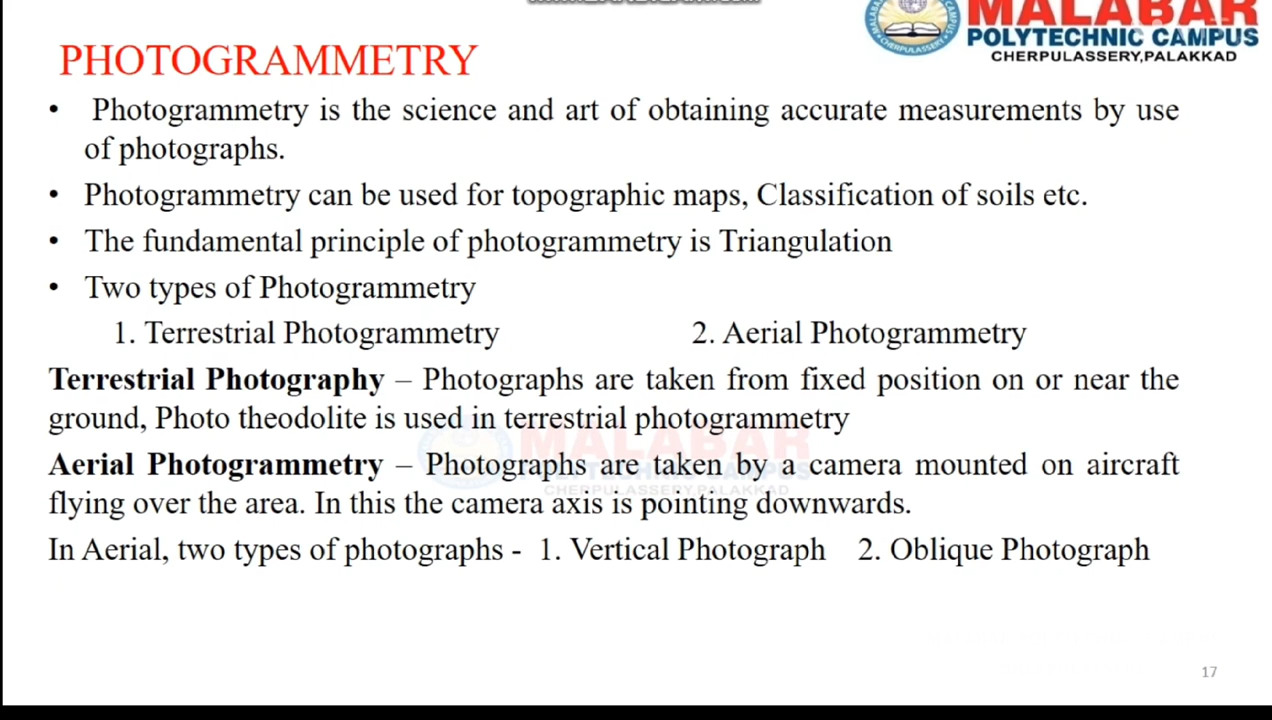 MALABAR
POLYTECHNIC CAMPUS
CHERPULASSERY,PALAKKAD
PHOTOGRAMMETRY
• Photogrammetry is the science and art of obtaining accurate measurements by use
of photographs.
• Photogrammetry can be used for topographic maps, Classification of soils etc.
• The fundamental principle of photogrammetry is Triangulation
• Two types of Photogrammetry
1. Terrestrial Photogrammetry 2. Aerial Photogrammetry
Terrestrial Photography – Photographs are taken from fixed position on or near the
ground, Photo theodolite is used in terrestrial photogrammetry
MALABAR
Aerial Photogrammetry – Photographs are taken by a camera mounted on aircraft
POLYTECHNIC CAMPUS
CHERPULASSERY,PALAKKAD
flying over the area. In this the camera axis is pointing downwards.
In Aerial, two types of photographs - 1. Vertical Photograph 2. Oblique Photograph
17